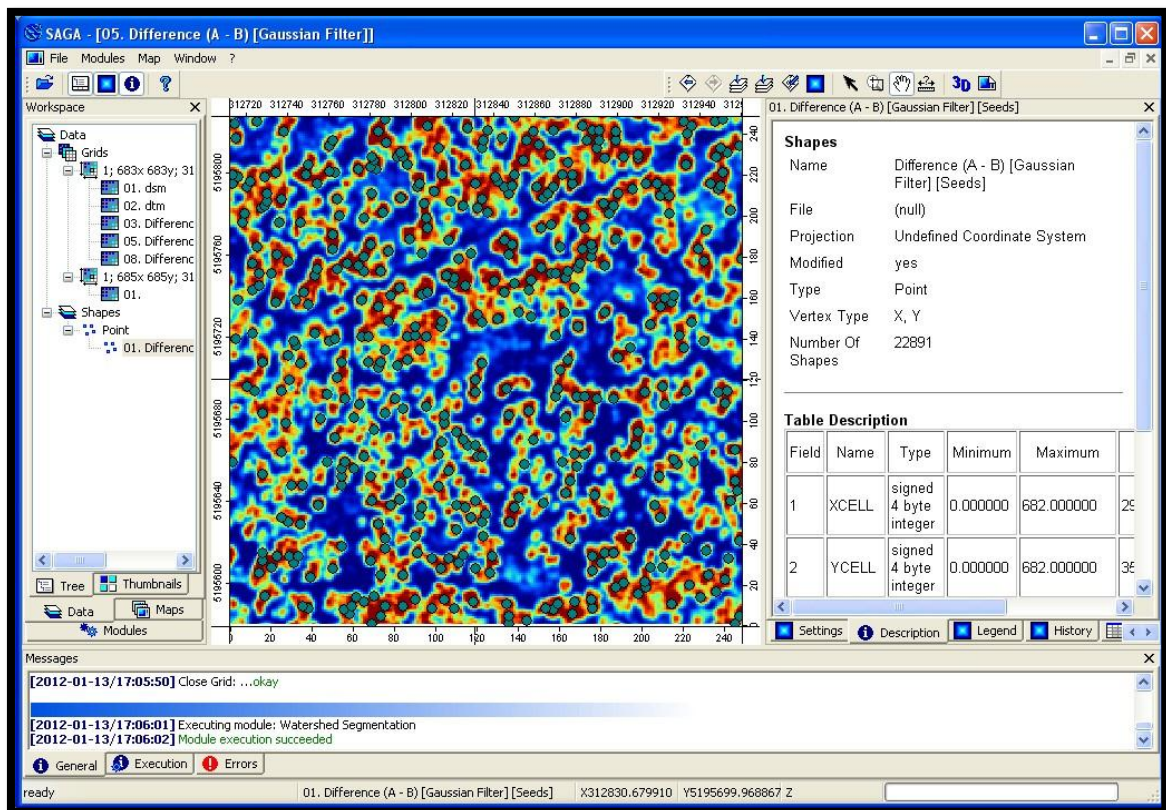 SAGA - [05. Difference (A - B) [Gaussian Filter]]
File Modules Map Window ?
3D
Workspace
Data
Grids
1; 683x 683y; 31
01. dsm
02. dtm
03. Differenc
05. Differenc
08. Differenc
1; 685x 685y; 31
01.
Shapes
Point
01. Differenc
Tree Thumbnails
Data Maps
Modules
312720 312740 312760 312780 312800 312820 312840 312860 312880 312900 312920 312940 3129
5195800
5195760
5195720
5195680
5195640
5195600
240
220
200
180
160
140
120
100
80
60
40
20
0
0 20 40 60 80 100 120 140 160 180 200 220 240
01. Difference (A - B) [Gaussian Filter] [Seeds]
Shapes
Name Difference (A - B) [Gaussian
Filter] [Seeds]
File (null)
Projection Undefined Coordinate System
Modified yes
Type Point
Vertex Type X, Y
Number Of 22891
Shapes
Table Description
Field Name Type Minimum Maximum
1 XCELL signed 4 byte integer 0.000000 682.000000 29
2 YCELL signed 4 byte integer 0.000000 682.000000 35
Settings Description Legend History
Messages
[2012-01-13/17:05:50] Close Grid: ...okay
[2012-01-13/17:06:01] Executing module: Watershed Segmentation
[2012-01-13/17:06:02] Module execution succeeded
General Execution Errors
ready 01. Difference (A - B) [Gaussian Filter] [Seeds] X312830.679910 Y5195699.968867 Z